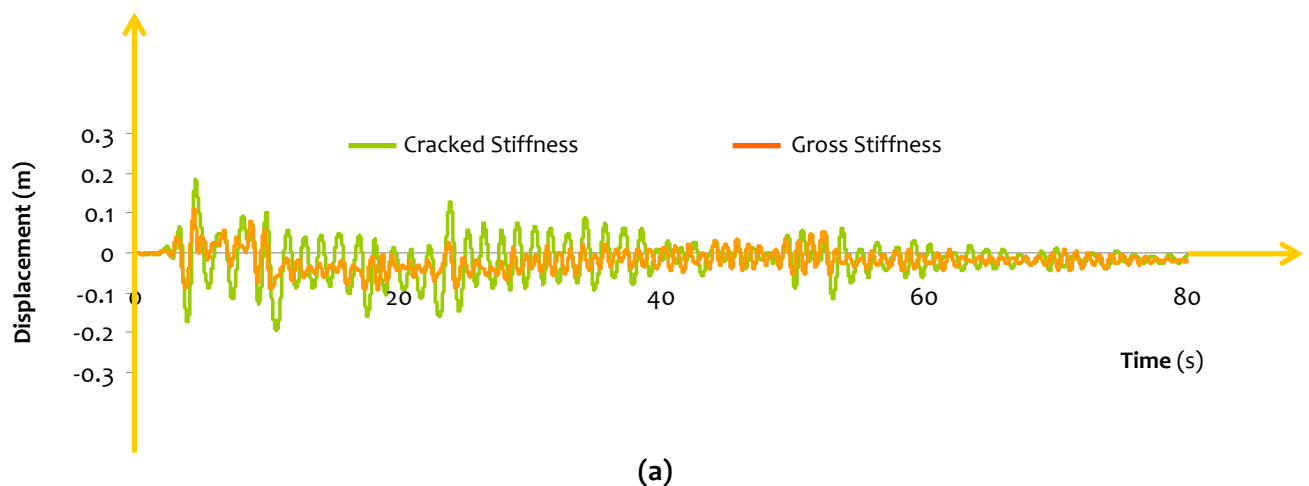 0.3
Cracked Stiffness
Gross Stiffness
0.2
0.1
0
-0.1
0
20
40
60
80
-0.2
-0.3
Displacement (m)
Time (s)
(a)